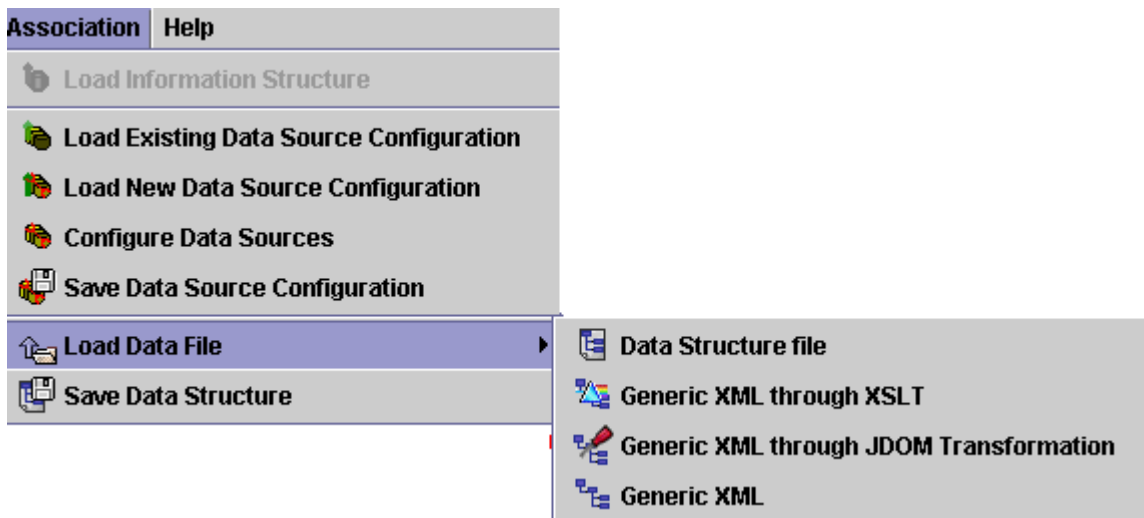 Association Help
Load Information Structure
Load Existing Data Source Configuration
Load New Data Source Configuration
Configure Data Sources
Save Data Source Configuration
Load Data File
Data Structure file
Save Data Structure
Generic XML through XSLT
Generic XML through JDOM Transformation
Generic XML